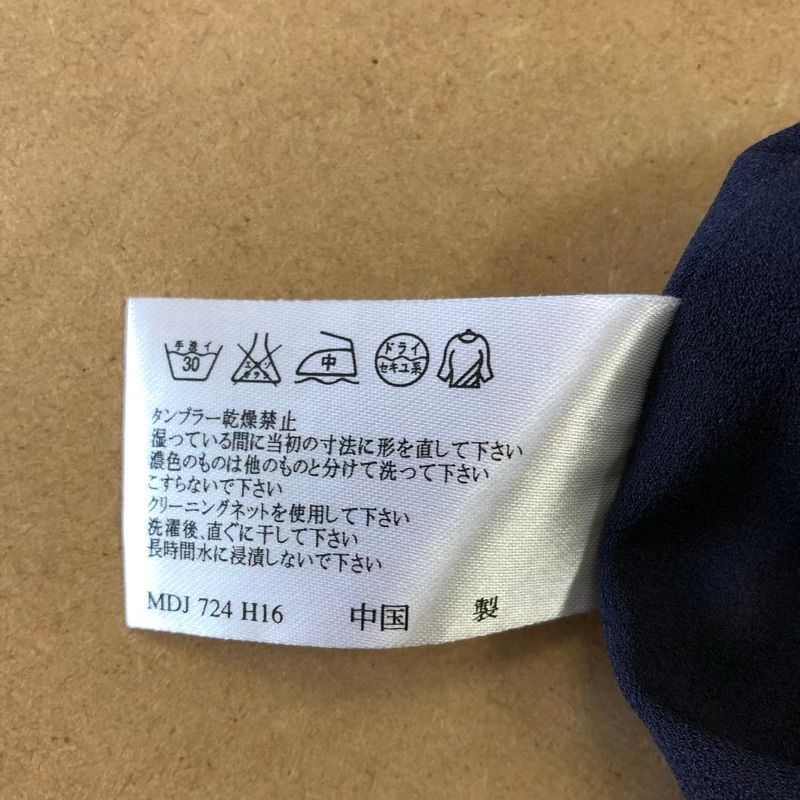 手洗イ 30 エンソ サラシ 中 ドライ セキユ系
タンブラー乾燥禁止
湿っている間に当初の寸法に形を直して下さい
濃色のものは他のものと分けて洗って下さい
こすらないで下さい
クリーニングネットを使用して下さい
洗濯後、直ぐに干して下さい
長時間水に浸漬しないで下さい
MDJ 724 H16 中国 製